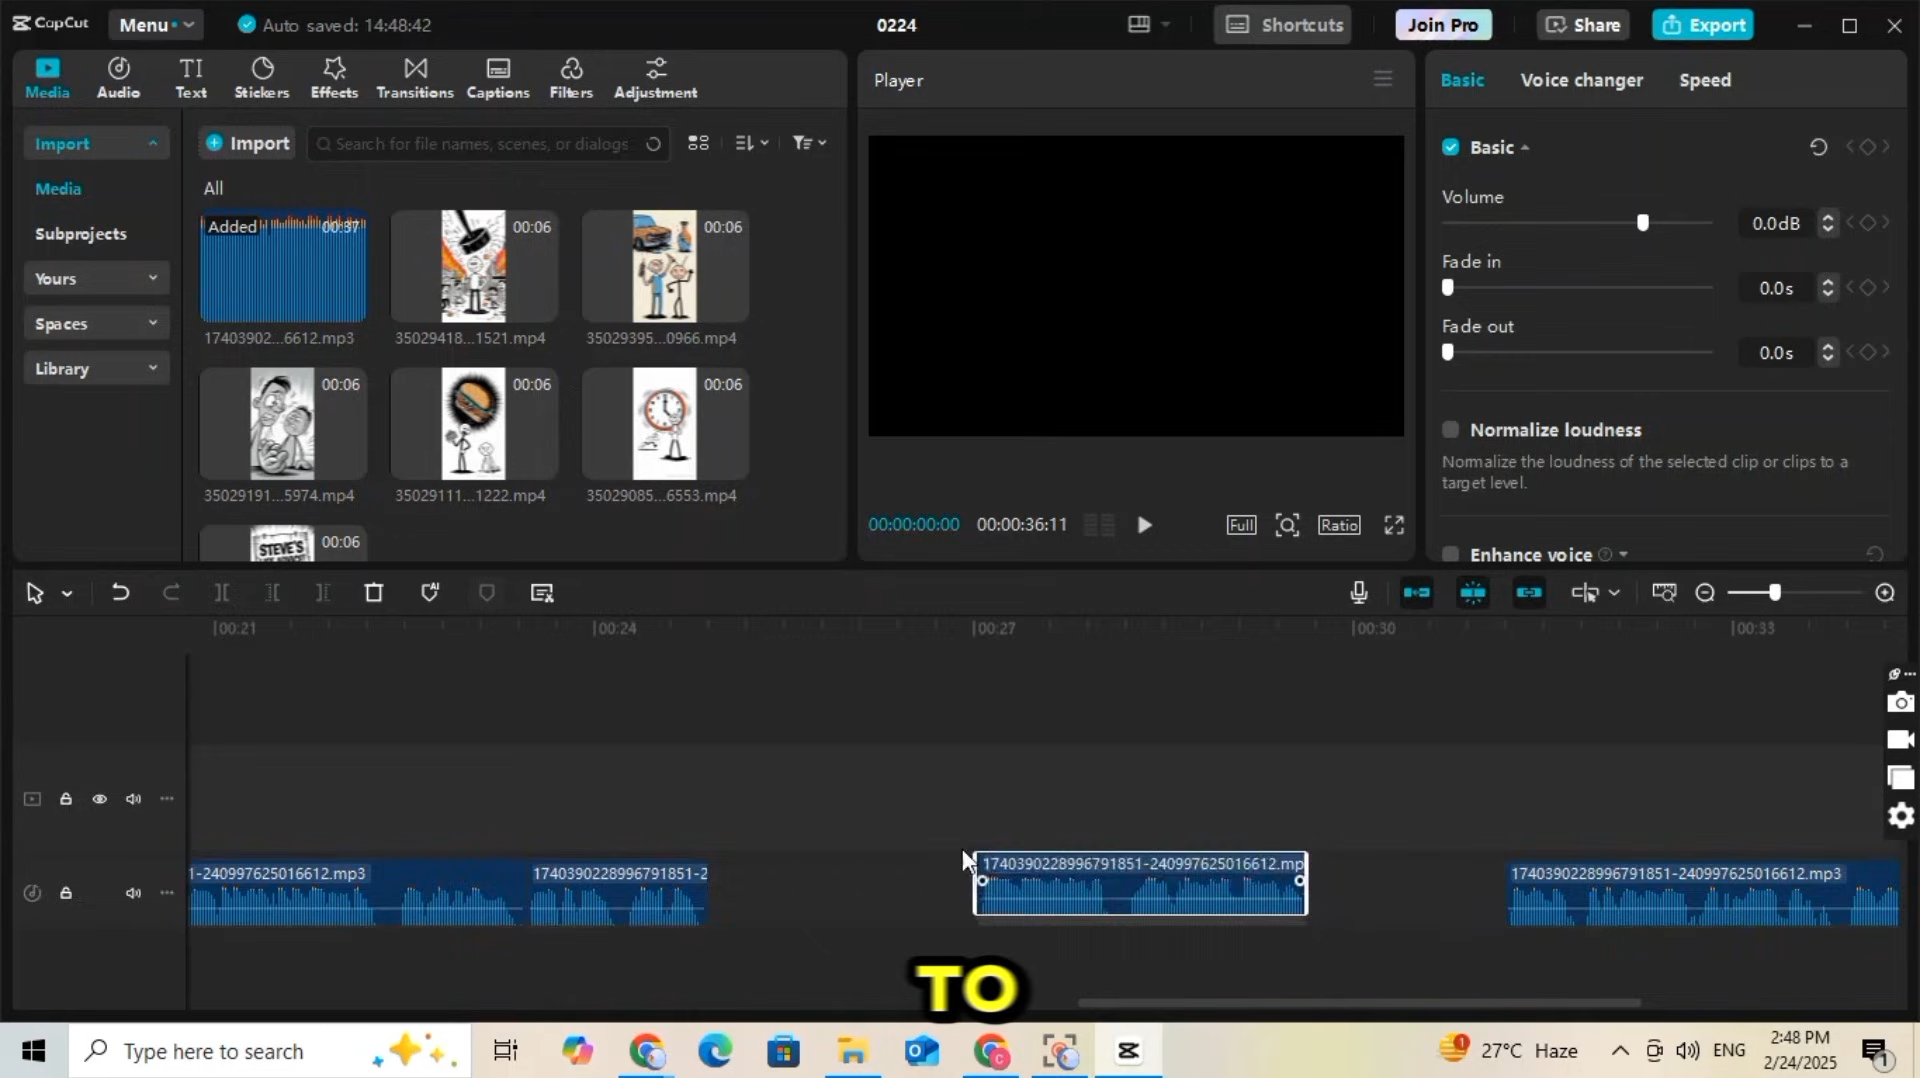 CapCut Menu Auto saved: 14:48:42 0224 Shortcuts Join Pro Share Export
Media Audio Text Stickers Effects Transitions Captions Filters Adjustment
Import
Media
Subprojects
Yours
Spaces
Library
Import Search for file names, scenes, or dialogs
All
Added 00:37 00:06 00:06
17403902...6612.mp3 35029418...1521.mp4 35029395...0966.mp4
00:06 00:06 00:06
35029191...5974.mp4 35029111...1222.mp4 35029085...6553.mp4
STEVE'S 00:06
Player
00:00:00:00 00:00:36:11 Full Ratio
Basic Voice changer Speed
Basic
Volume
0.0dB
Fade in
0.0s
Fade out
0.0s
Normalize loudness
Normalize the loudness of the selected clip or clips to a
target level.
Enhance voice
00:21 00:24 00:27 00:30 00:33
1-240997625016612.mp3 1740390228996791851-2 1740390228996791851-240997625016612.mp 1740390228996791851-240997625016612.mp3
TO
Type here to search 27°C Haze ENG 2:48 PM
2/24/2025
1